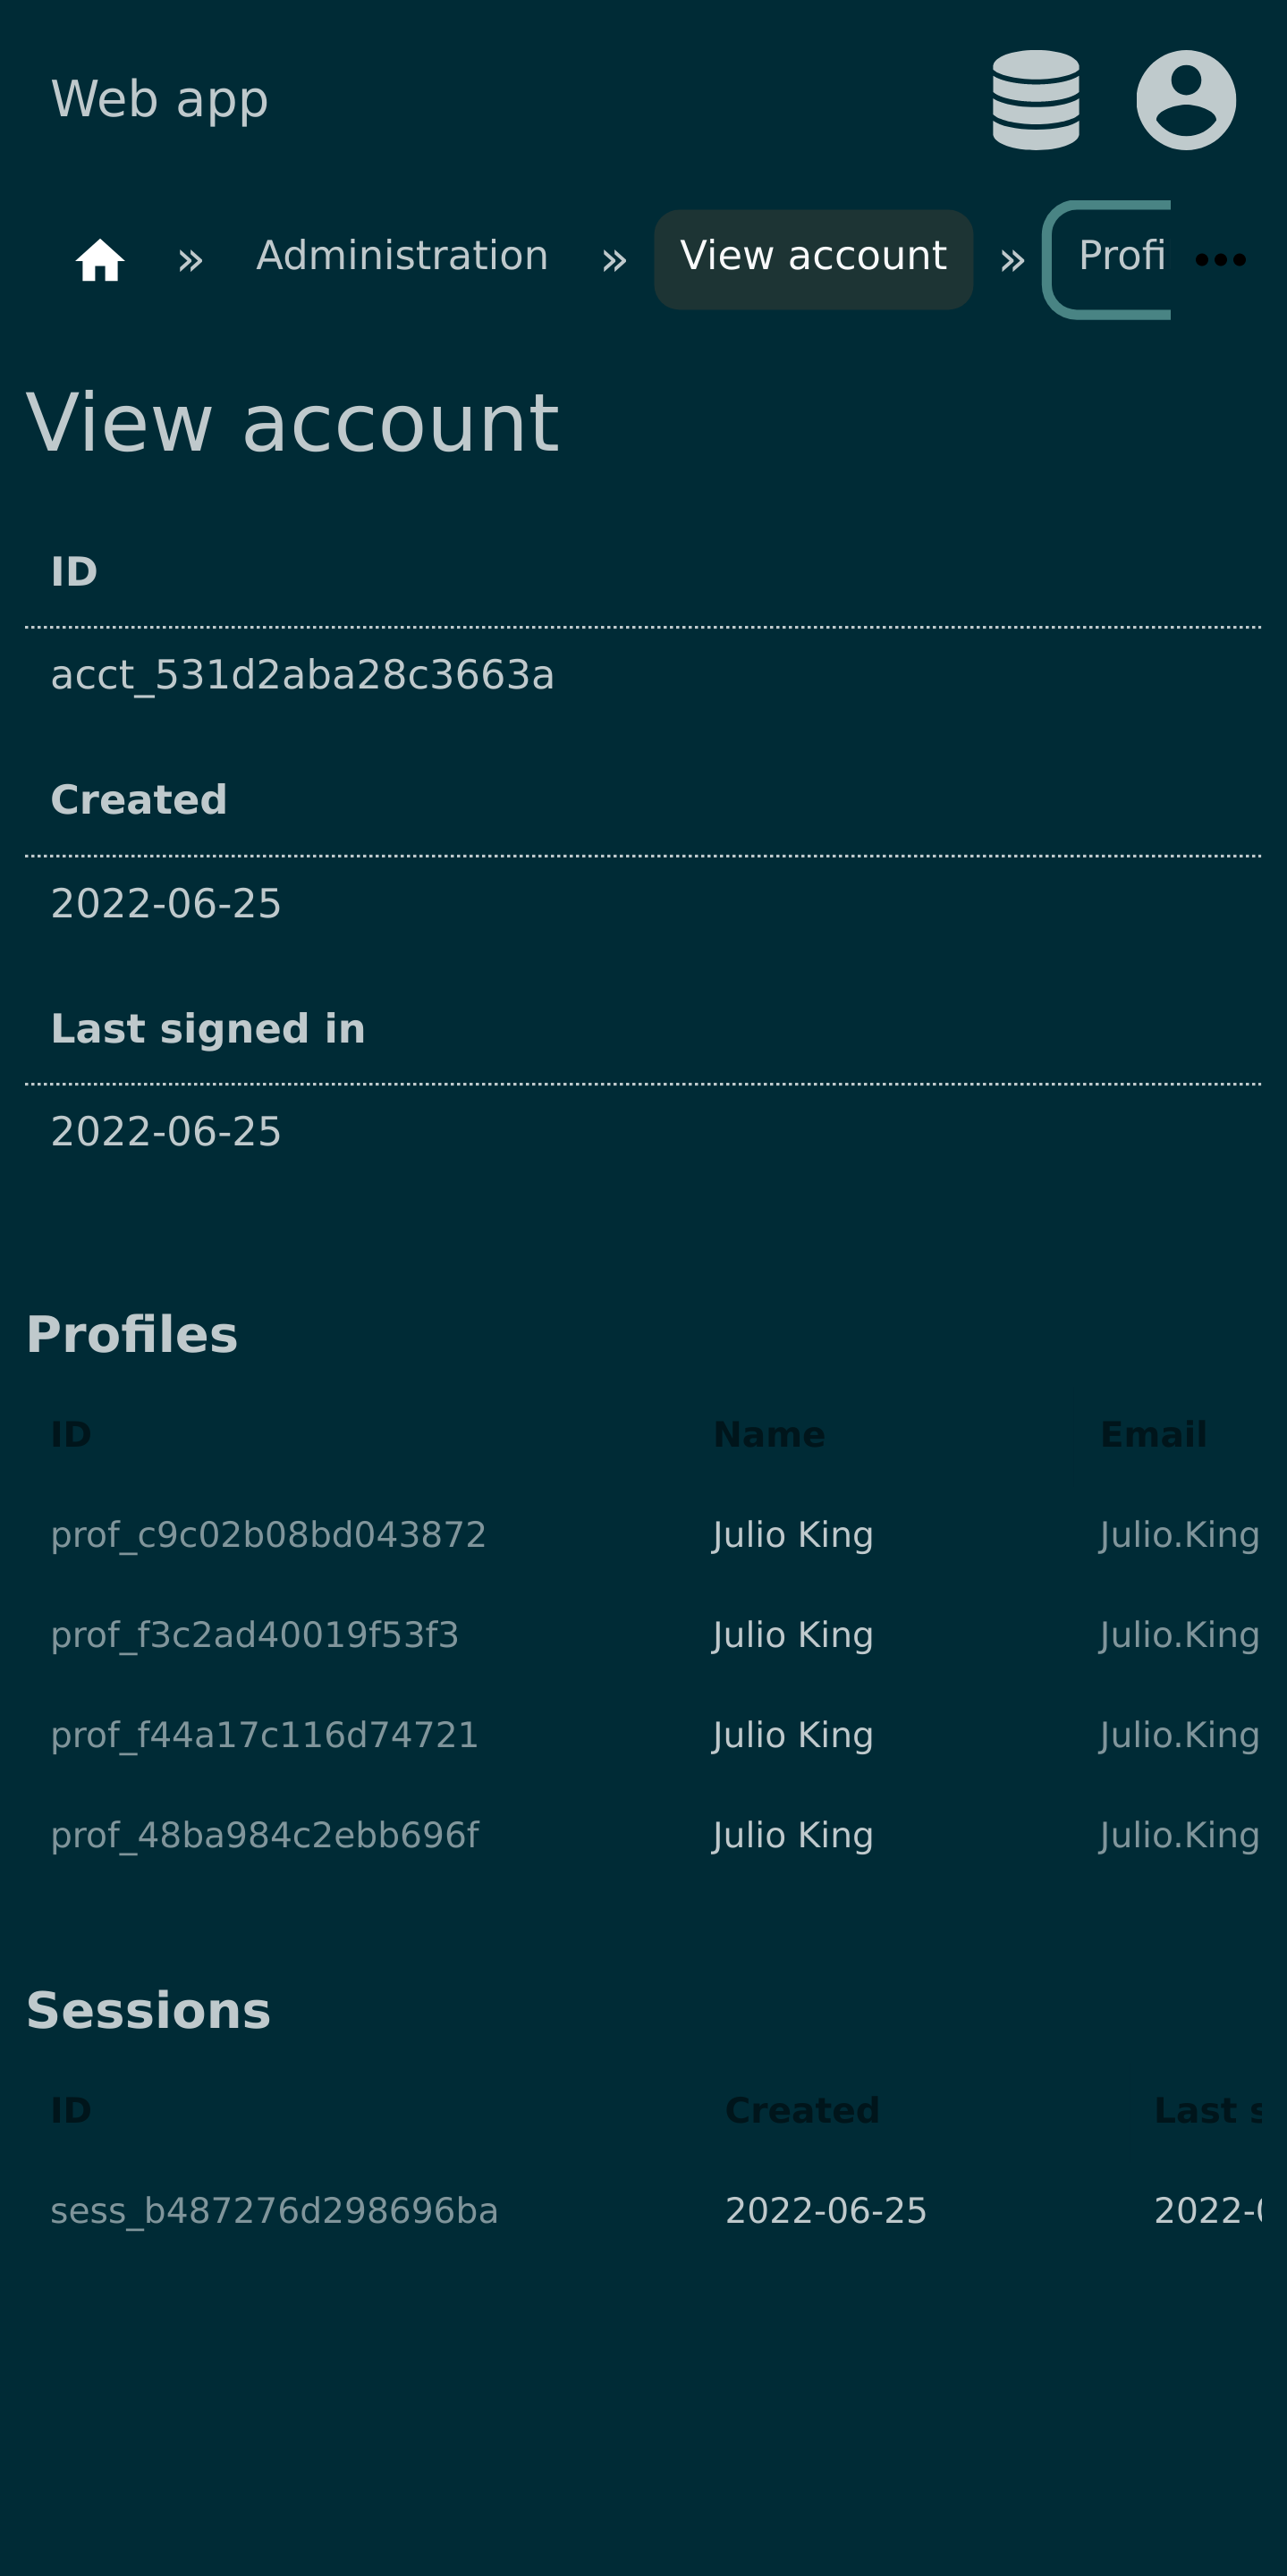 Web app
» Administration » View account » Profi •••
View account
ID
acct_531d2aba28c3663a
Created
2022-06-25
Last signed in
2022-06-25
Profiles
ID Name Email
prof_c9c02b08bd043872 Julio King Julio.King
prof_f3c2ad40019f53f3 Julio King Julio.King
prof_f44a17c116d74721 Julio King Julio.King
prof_48ba984c2ebb696f Julio King Julio.King
Sessions
ID Created Last s
sess_b487276d298696ba 2022-06-25 2022-0